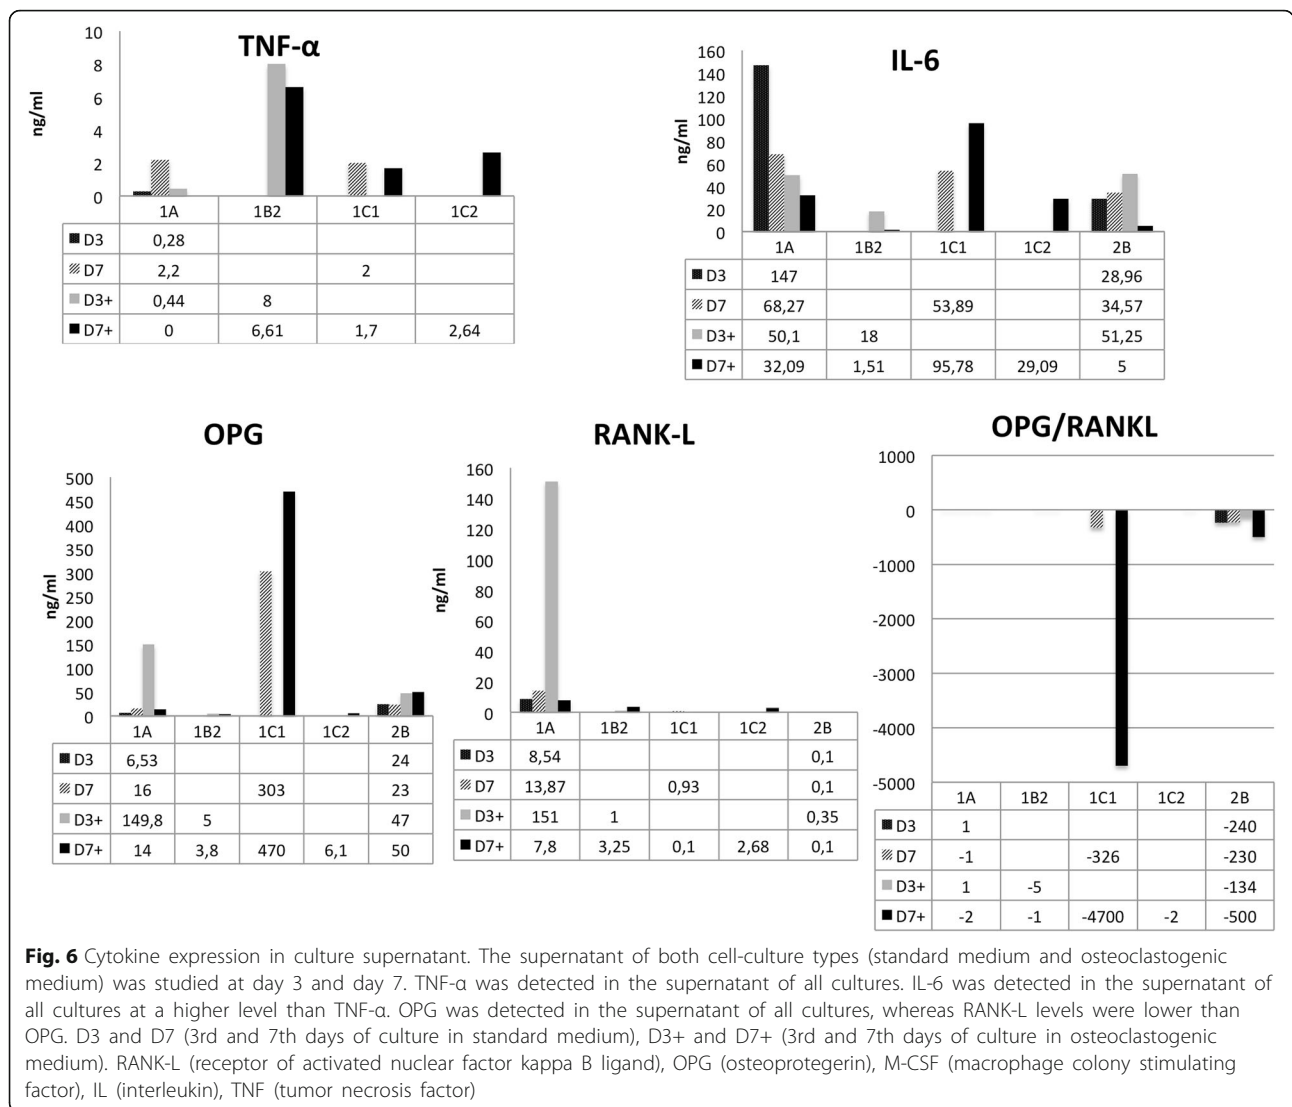 TNF-α
ng/ml
10
8
6
4
2
0
1A 1B2 1C1 1C2
D3 0,28
D7 2,2 2
D3+ 0,44 8
D7+ 0 6,61 1,7 2,64
IL-6
ng/ml
160
140
120
100
80
60
40
20
0
1A 1B2 1C1 1C2 2B
D3 147 28,96
D7 68,27 53,89 34,57
D3+ 50,1 18 51,25
D7+ 32,09 1,51 95,78 29,09 5
OPG
ng/ml
500
450
400
350
300
250
200
150
100
50
0
1A 1B2 1C1 1C2 2B
D3 6,53 24
D7 16 303 23
D3+ 149,8 5 47
D7+ 14 3,8 470 6,1 50
RANK-L
ng/ml
160
140
120
100
80
60
40
20
0
1A 1B2 1C1 1C2 2B
D3 8,54 0,1
D7 13,87 0,93 0,1
D3+ 151 1 0,35
D7+ 7,8 3,25 0,1 2,68 0,1
OPG/RANKL
1000
0
-1000
-2000
-3000
-4000
-5000
1A 1B2 1C1 1C2 2B
D3 1 -240
D7 -1 -326 -230
D3+ 1 -5 -134
D7+ -2 -1 -4700 -2 -500
Fig. 6 Cytokine expression in culture supernatant. The supernatant of both cell-culture types (standard medium and osteoclastogenic
medium) was studied at day 3 and day 7. TNF-α was detected in the supernatant of all cultures. IL-6 was detected in the supernatant of
all cultures at a higher level than TNF-α. OPG was detected in the supernatant of all cultures, whereas RANK-L levels were lower than
OPG. D3 and D7 (3rd and 7th days of culture in standard medium), D3+ and D7+ (3rd and 7th days of culture in osteoclastogenic
medium). RANK-L (receptor of activated nuclear factor kappa B ligand), OPG (osteoprotegerin), M-CSF (macrophage colony stimulating
factor), IL (interleukin), TNF (tumor necrosis factor)